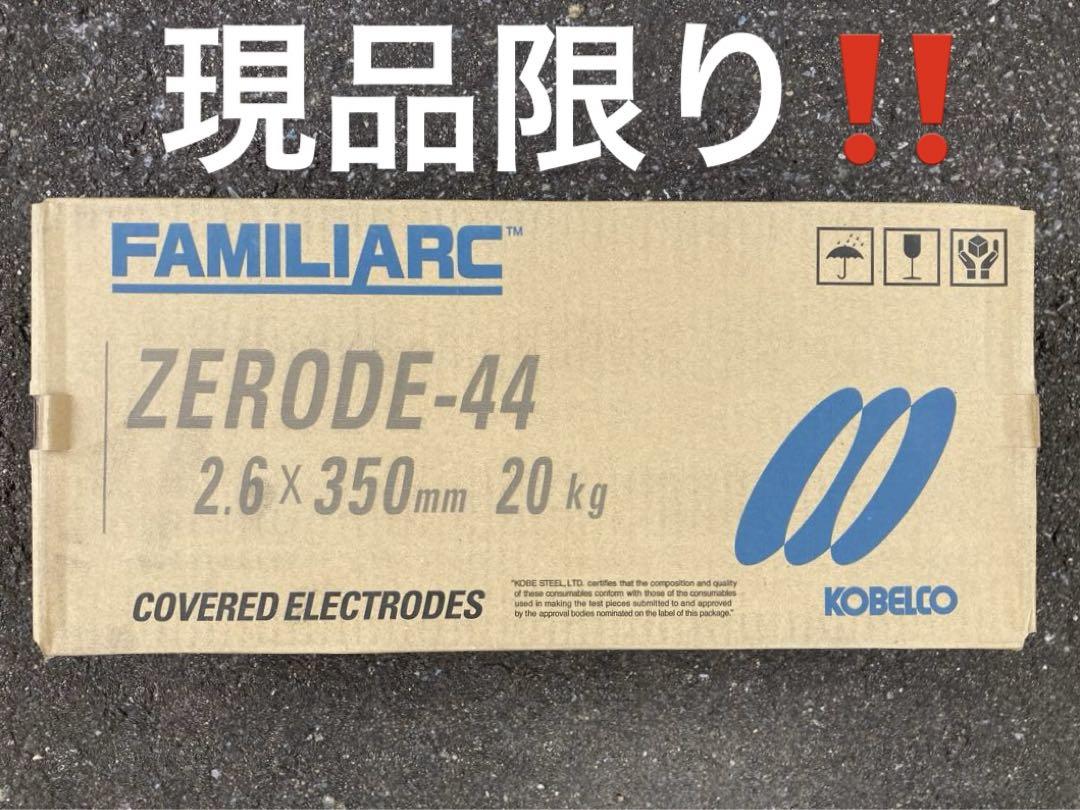 現品限り‼️
FAMILIARC™
ZERODE-44
2.6 × 350mm 20 kg
COVERED ELECTRODES
"KOBE STEEL, LTD. certifies that the composition and quality
of these consumables conform with those of the consumables
used in making the test pieces submitted to and approved
by the approval bodies nominated on the label of this package."
KOBELCO